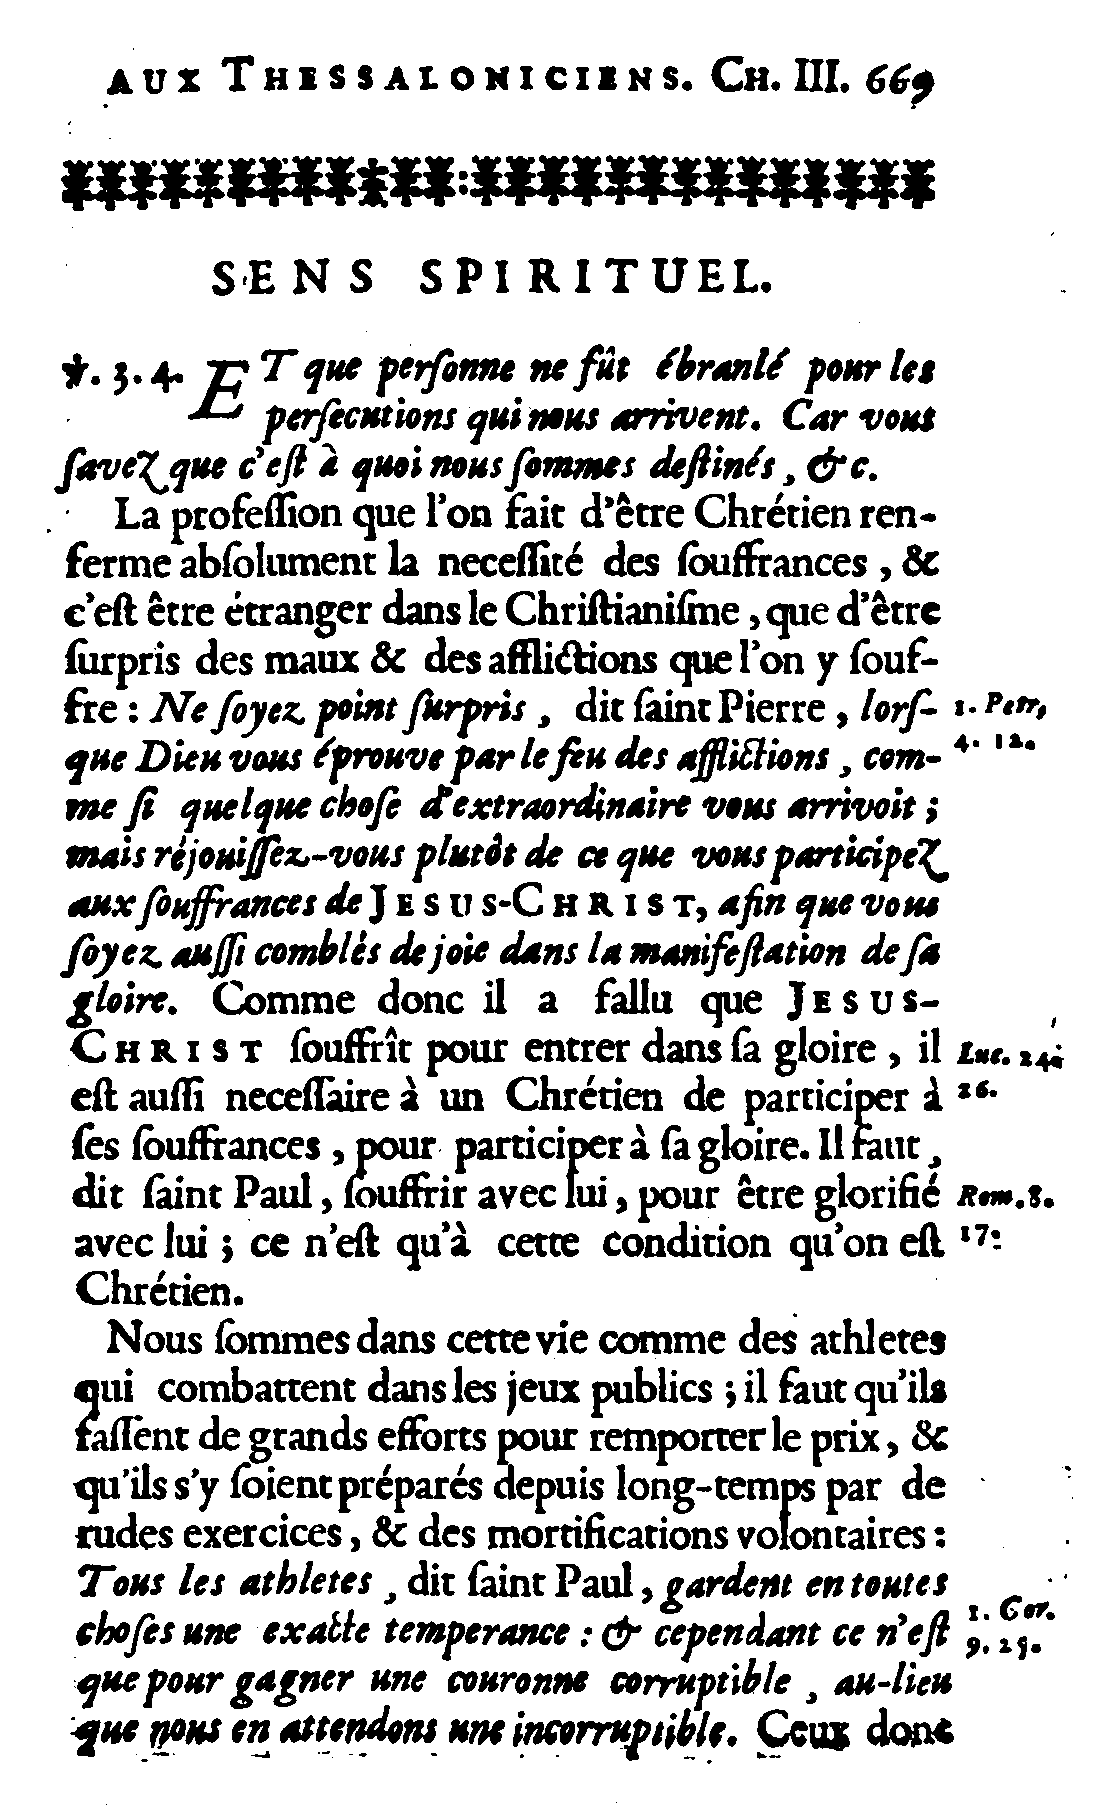 AUX THESSALONICIENS. CH. III. 669
SENS SPIRITUEL.
℣. 3. 4. ET que perſonne ne fût ébranlé pour les
perſecutions qui nous arrivent. Car vous
ſavez que c'eſt à quoi nous ſommes deſtinés, &c.
La profeſſion que l'on fait d'être Chrétien ren-
ferme abſolument la neceſſité des ſouffrances, &
c'eſt être étranger dans le Chriſtianiſme, que d'être
ſurpris des maux & des afflictions que l'on y ſouf-
fre : Ne ſoyez point ſurpris, dit ſaint Pierre, lorſ-
1. Petr,
que Dieu vous éprouve par le feu des afflictions, com-
4. 12.
me ſi quelque choſe d'extraordinaire vous arrivoit ;
mais réjouiſſez-vous plutôt de ce que vous participez
aux ſouffrances de JESUS-CHRIST, afin que vous
ſoyez auſſi comblés de joie dans la manifeſtation de ſa
gloire. Comme donc il a fallu que JESUS-
CHRIST ſouffrît pour entrer dans ſa gloire, il
Luc. 24.
eſt auſſi neceſſaire à un Chrétien de participer à
26.
ſes ſouffrances, pour participer à ſa gloire. Il faut,
dit ſaint Paul, ſouffrir avec lui, pour être glorifié
Rom. 8.
avec lui ; ce n'eſt qu'à cette condition qu'on eſt
17:
Chrétien.
Nous ſommes dans cette vie comme des athletes
qui combattent dans les jeux publics ; il faut qu'ils
faſſent de grands efforts pour remporter le prix, &
qu'ils s'y ſoient préparés depuis long-temps par de
rudes exercices, & des mortifications volontaires :
Tous les athletes, dit ſaint Paul, gardent en toutes
choſes une exacte temperance : & cependant ce n'eſt
1. Cor.
9. 25.
que pour gagner une couronne corruptible, au-lieu
que nous en attendons une incorruptible. Ceux donc